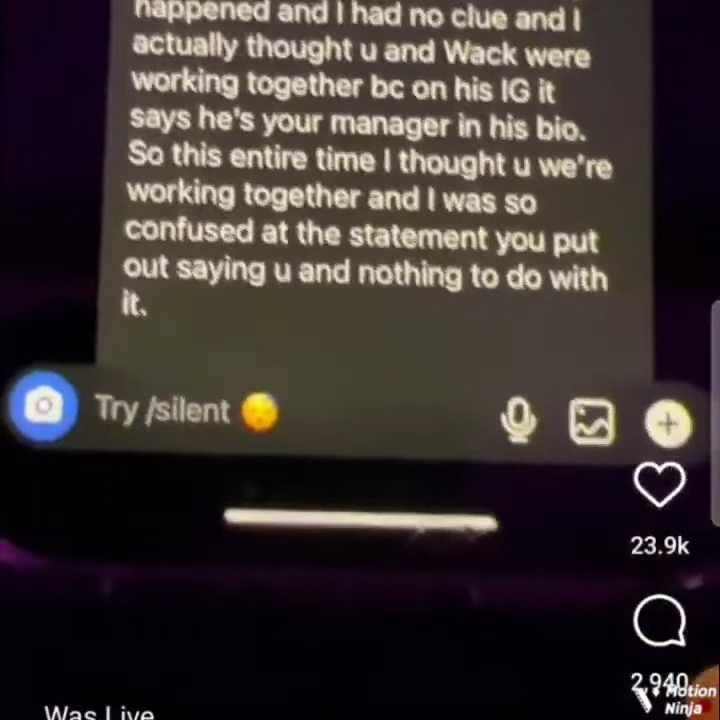 happened and I had no clue and I
actually thought u and Wack were
working together bc on his IG it
says he's your manager in his bio.
So this entire time I thought u we're
working together and I was so
confused at the statement you put
out saying u and nothing to do with
it.
Try /silent
23.9k
2,940
Was Live
Motion
Ninja